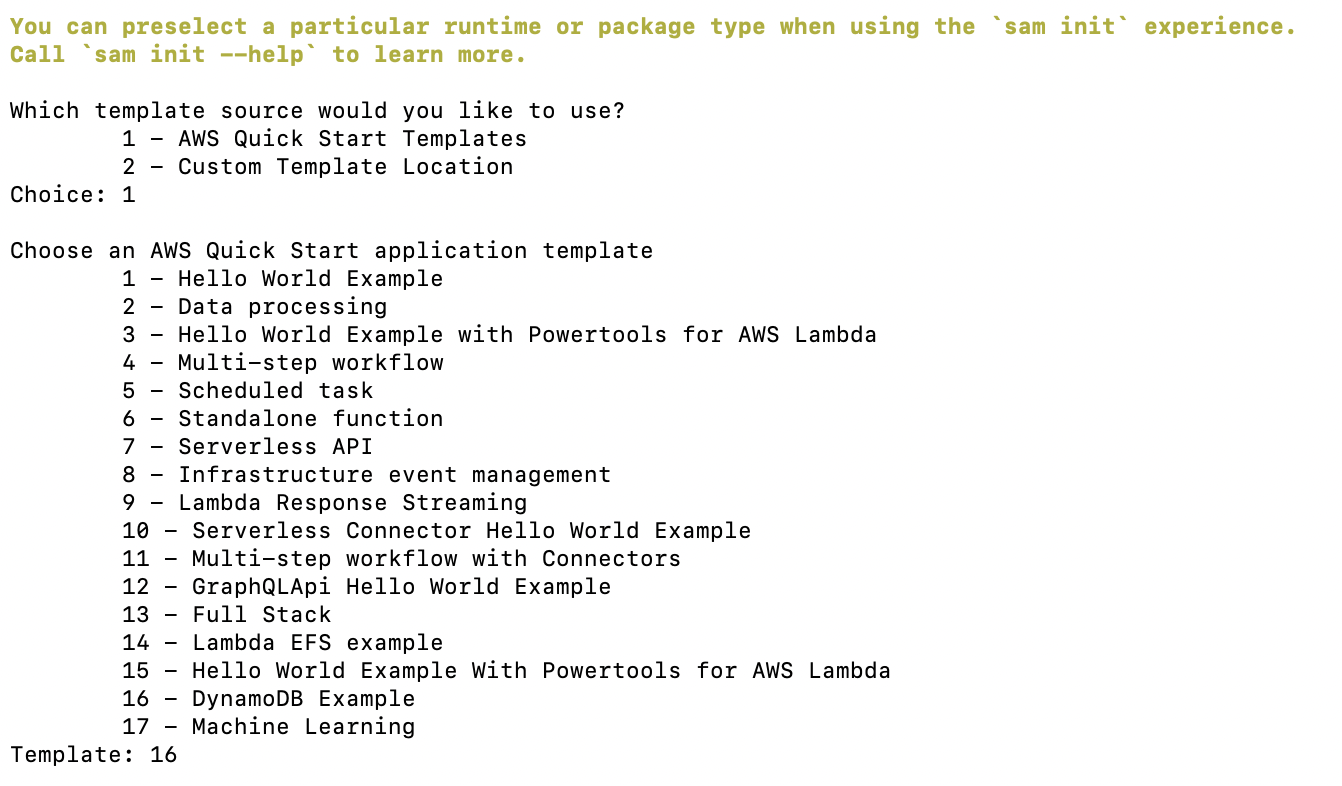 You can preselect a particular runtime or package type when using the `sam init` experience.
Call `sam init --help` to learn more.

Which template source would you like to use?
        1 - AWS Quick Start Templates
        2 - Custom Template Location
Choice: 1

Choose an AWS Quick Start application template
        1 - Hello World Example
        2 - Data processing
        3 - Hello World Example with Powertools for AWS Lambda
        4 - Multi-step workflow
        5 - Scheduled task
        6 - Standalone function
        7 - Serverless API
        8 - Infrastructure event management
        9 - Lambda Response Streaming
        10 - Serverless Connector Hello World Example
        11 - Multi-step workflow with Connectors
        12 - GraphQLApi Hello World Example
        13 - Full Stack
        14 - Lambda EFS example
        15 - Hello World Example With Powertools for AWS Lambda
        16 - DynamoDB Example
        17 - Machine Learning
Template: 16